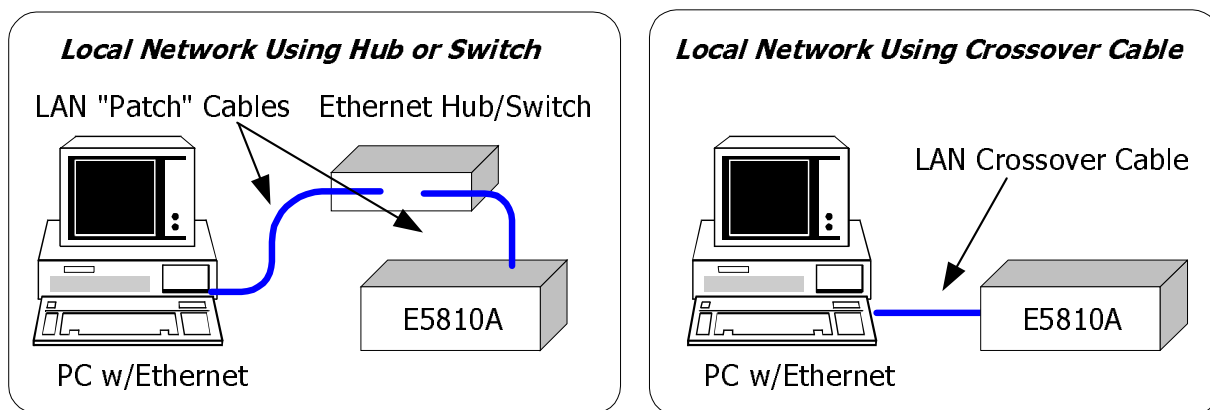 Local Network Using Hub or Switch
LAN "Patch" Cables
Ethernet Hub/Switch
E5810A
PC w/Ethernet
Local Network Using Crossover Cable
LAN Crossover Cable
E5810A
PC w/Ethernet